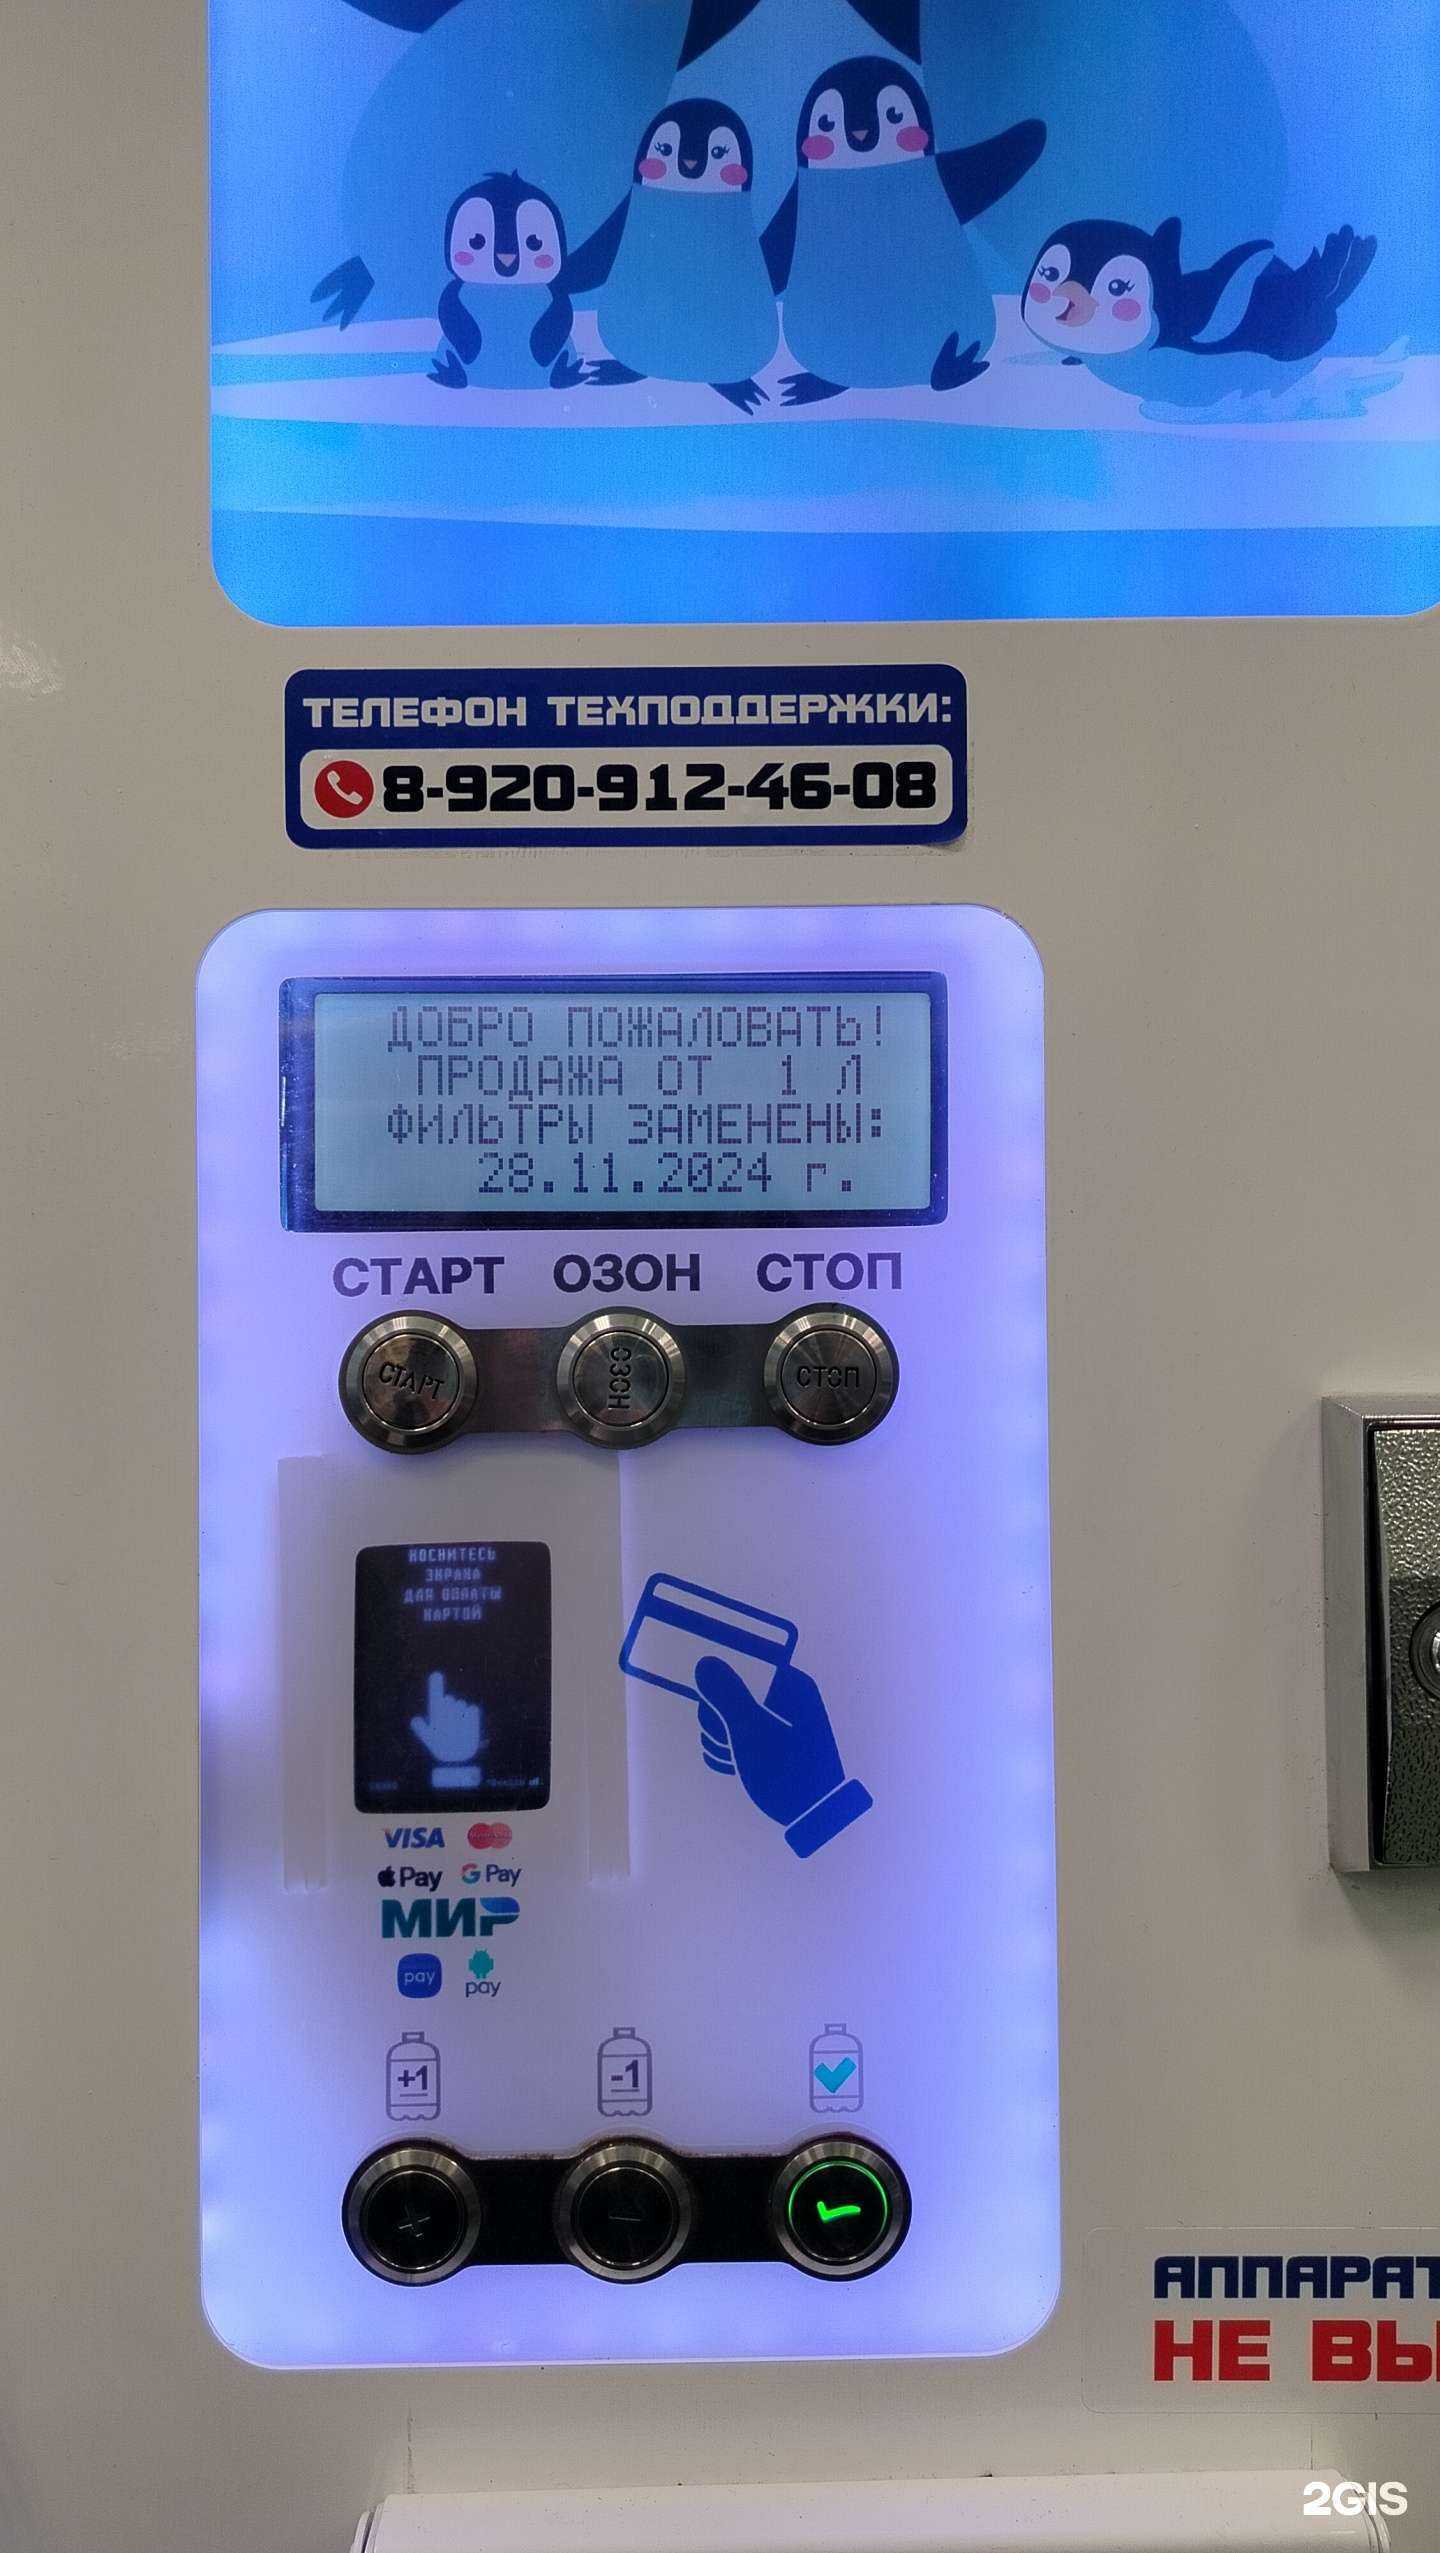 ТЕЛЕФОН ТЕХПОДДЕРЖКИ:
8-920-912-46-08
ДОБРО ПОЖАЛОВАТЬ!
ПРОДАЖА ОТ 1 Л
ФИЛЬТРЫ ЗАМЕНЕНЫ:
28.11.2024 г.
СТАРТ ОЗОН СТОП
СТАРТ ОЗОН СТОП
КОСНИТЕСЬ
ЭКРАНА
ДЛЯ ОПЛАТЫ
КАРТОЙ
VISA
Pay G Pay
МИР
pay pay
+1 -1
АППАРАТ
НЕ ВЫ
2GIS